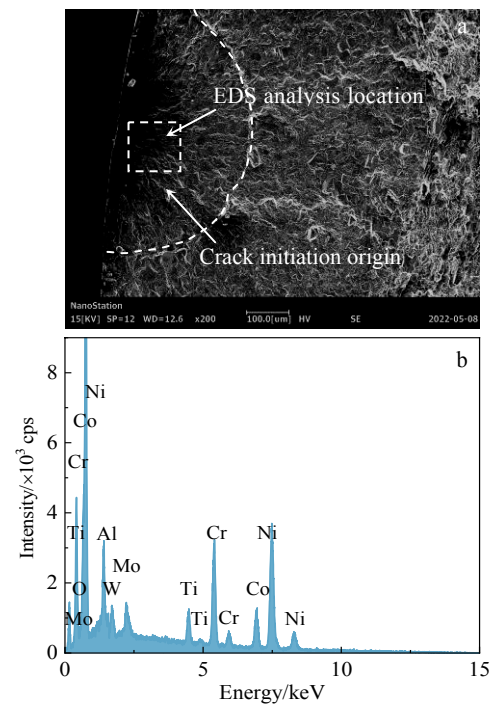 a
EDS analysis location
Crack initiation origin
NanoStation
15[KV] SP=12 WD=12.6 x200 100.0[um] HV SE 2022-05-08
b
Ni
Co
Cr
Ti Al
O W Mo
Mo
Ti Ti Cr Cr Co Ni Ni
8
6
4
2
0
0 5 10 15
Intensity/×10³ cps
Energy/keV